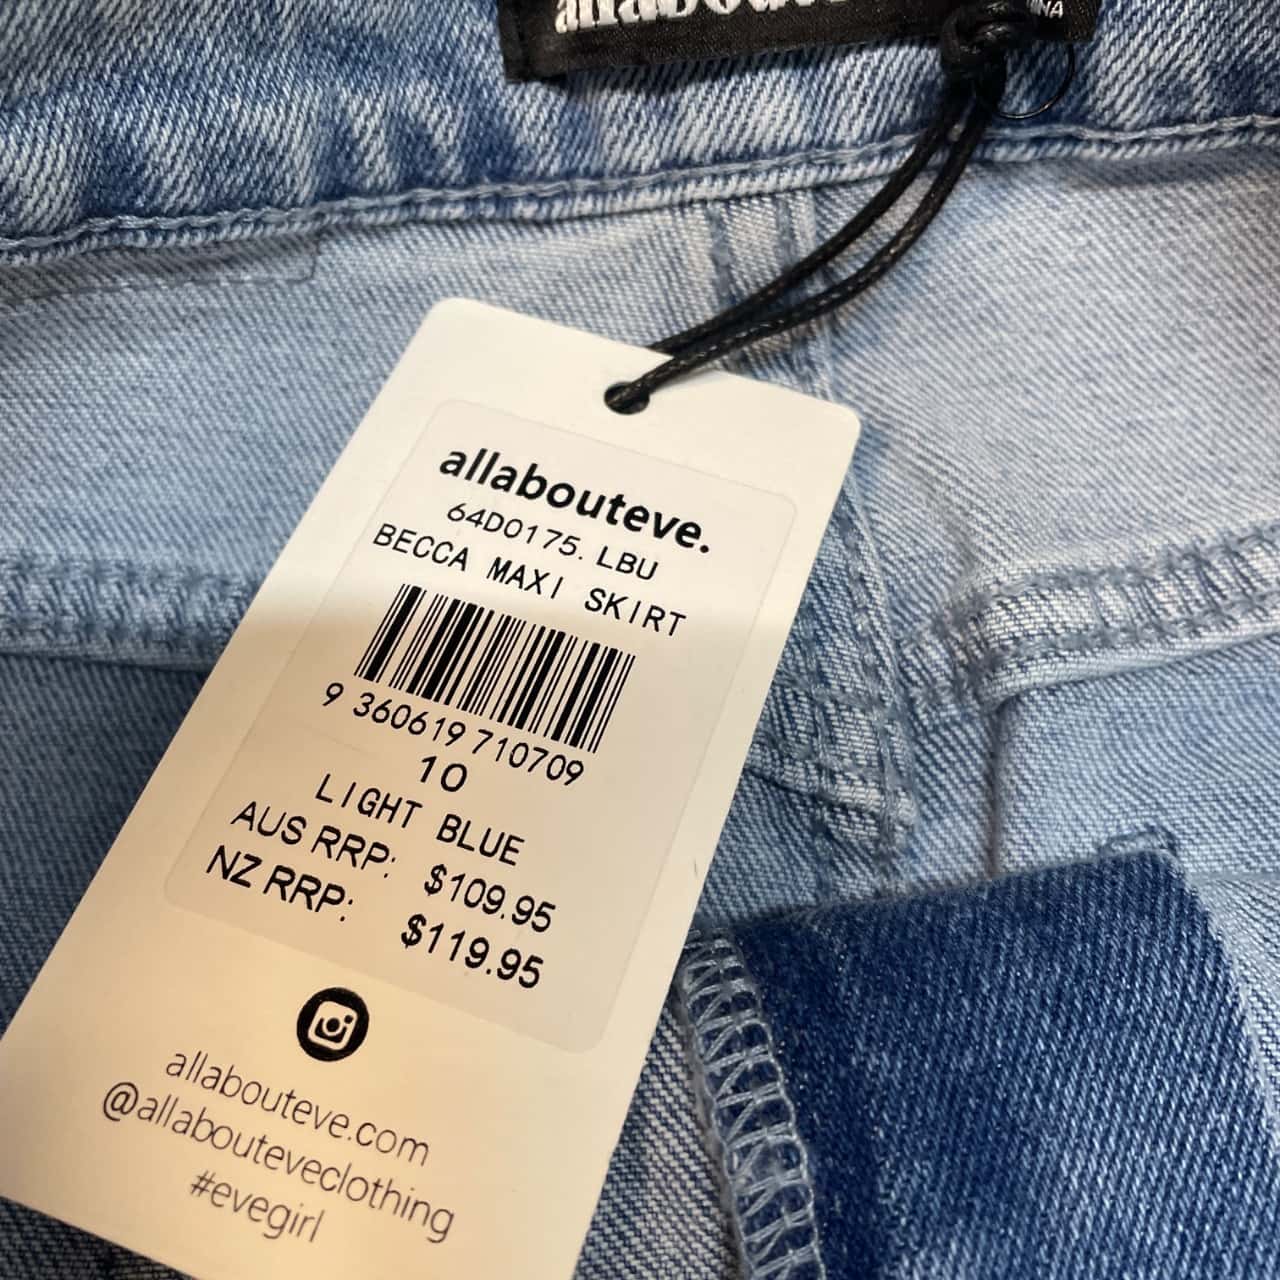 allabouteve.
64D0175. LBU
BECCA MAXI SKIRT
9 360619 710709
10
LIGHT BLUE
AUS RRP: $109.95
NZ RRP: $119.95
allabouteve.com
@allabouteveclothing
#evegirl